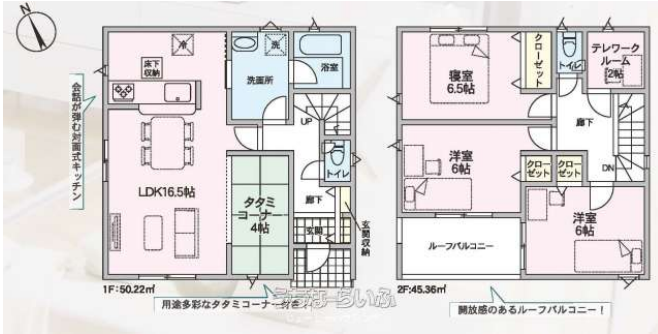 N
床下
収納
冷
洗
洗面所
浴室
会話が弾む対面式キッチン
UP
トイレ
LDK16.5帖
タタミ
コーナー
4帖
廊下
玄関
玄関収納
1F:50.22㎡
用途多彩なタタミコーナー付き!
寝室
6.5帖
クローゼット
トイレ
テレワーク
ルーム
2帖
廊下
洋室
6帖
クロー
ゼット
クロー
ゼット
DN
洋室
6帖
ルーフバルコニー
2F:45.36㎡
開放感のあるルーフバルコニー!